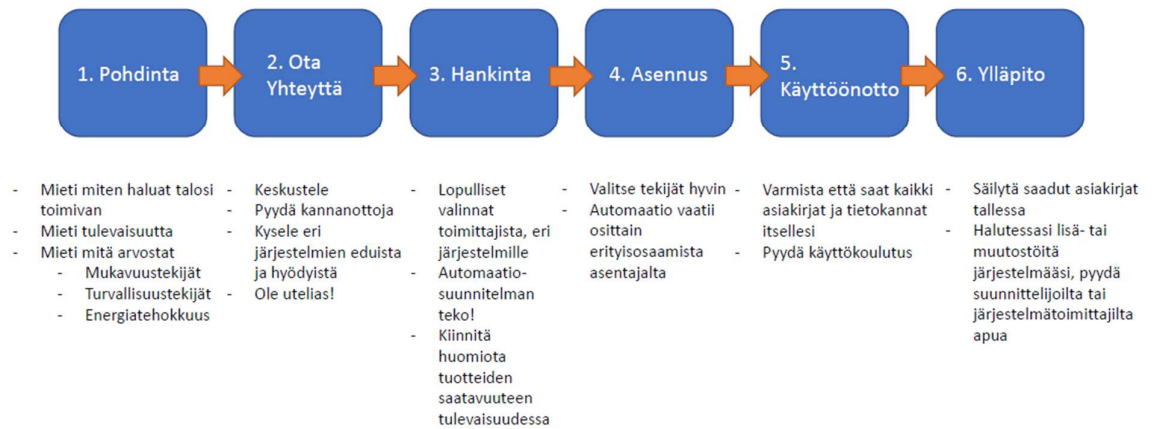 1. Pohdinta
2. Ota
Yhteyttä
3. Hankinta
4. Asennus
5.
Käyttöönotto
6. Ylläpito
- Mieti miten haluat talosi
toimivan
- Mieti tulevaisuutta
- Mieti mitä arvostat
- Mukavuustekijät
- Turvallisuustekijät
- Energiatehokkuus
- Keskustele
- Pyydä kannanottoja
- Kysele eri
järjestelmien eduista
ja hyödyistä
- Ole utelias!
- Lopulliset
valinnat
toimittajista, eri
järjestelmille
- Automaatio-
suunnitelman
teko!
- Kiinnitä
huomiota
tuotteiden
saatavuuteen
tulevaisuudessa
- Valitse tekijät hyvin
- Automaatio vaatii
osittain
erityisosaamista
asentajalta
- Varmista että saat kaikki
asiakirjat ja tietokannat
itsellesi
- Pyydä käyttökoulutus
- Säilytä saadut asiakirjat
tallessa
- Halutessasi lisä- tai
muutostöitä
järjestelmääsi, pyydä
suunnittelijoilta tai
järjestelmätoimittajilta
apua